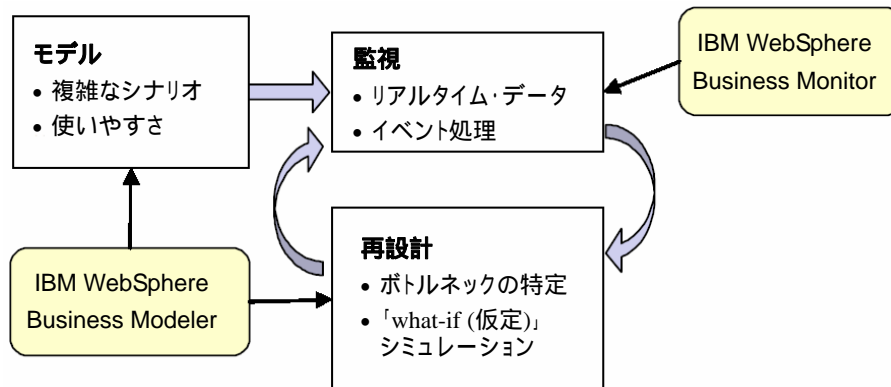 モデル
• 複雑なシナリオ
• 使いやすさ
監視
• リアルタイム・データ
• イベント処理
IBM WebSphere
Business Monitor
再設計
• ボトルネックの特定
• 「what-if (仮定)」
シミュレーション
IBM WebSphere
Business Modeler